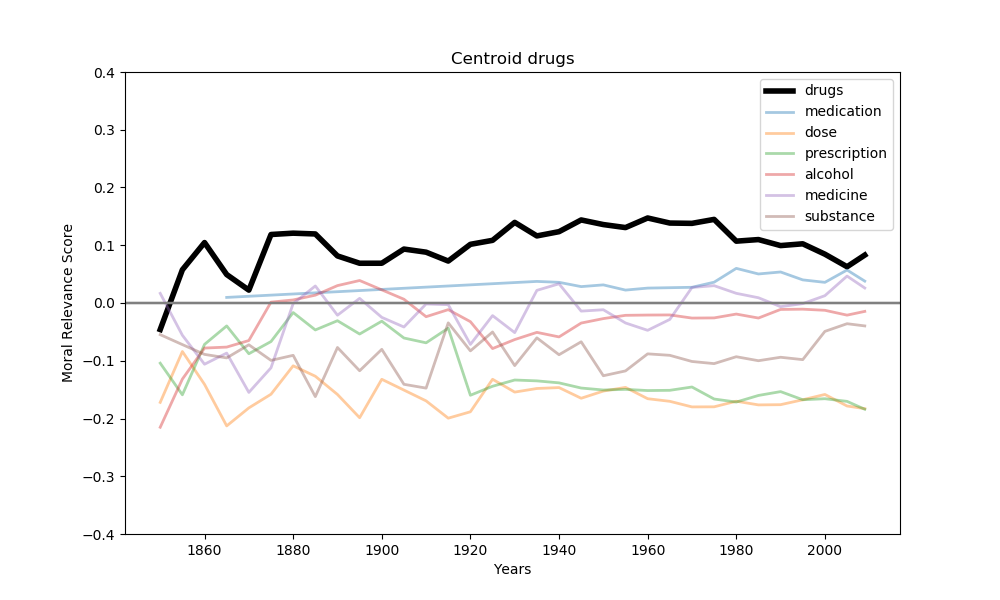 Centroid drugs
Moral Relevance Score
0.4
0.3
0.2
0.1
0.0
−0.1
−0.2
−0.3
−0.4
drugs
medication
dose
prescription
alcohol
medicine
substance
1860 1880 1900 1920 1940 1960 1980 2000
Years